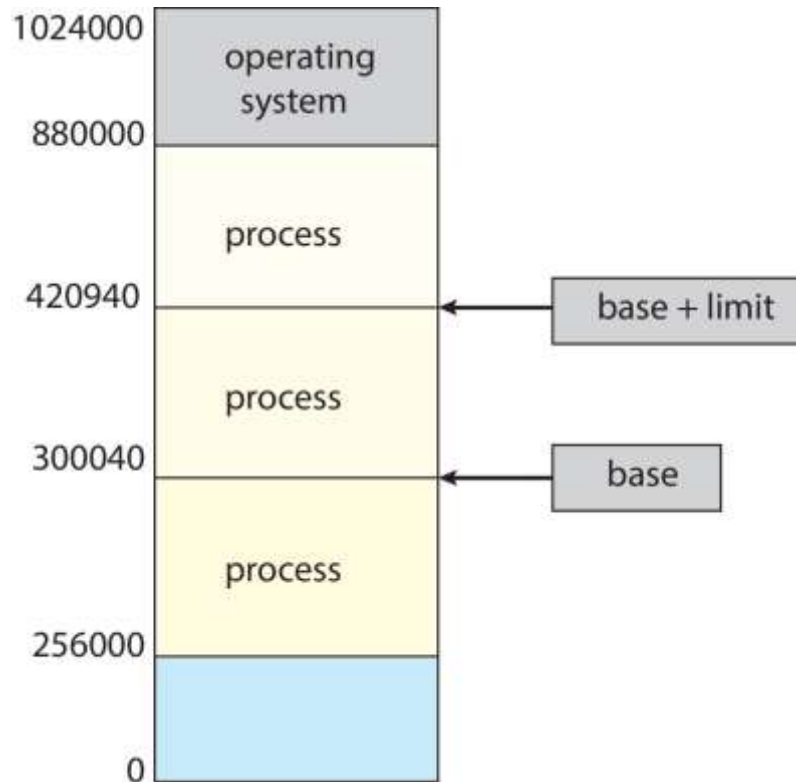 1024000
operating
system
880000
process
420940
base + limit
process
300040
base
process
256000
0